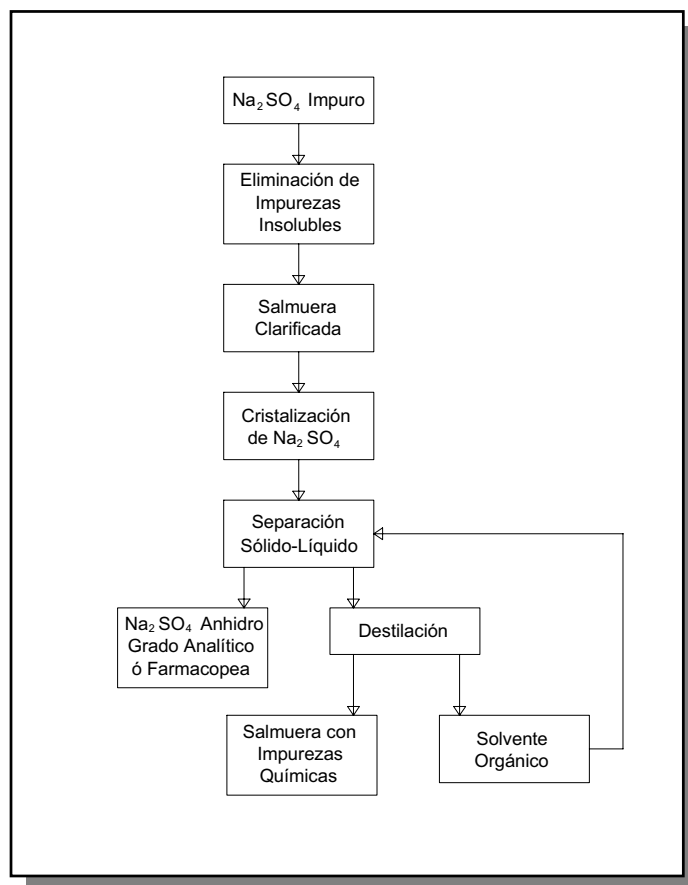 Na₂SO₄ Impuro
Eliminación de
Impurezas
Insolubles
Salmuera
Clarificada
Cristalización
de Na₂SO₄
Separación
Sólido-Líquido
Na₂SO₄ Anhidro
Grado Analítico
ó Farmacopea
Destilación
Salmuera con
Impurezas
Químicas
Solvente
Orgánico